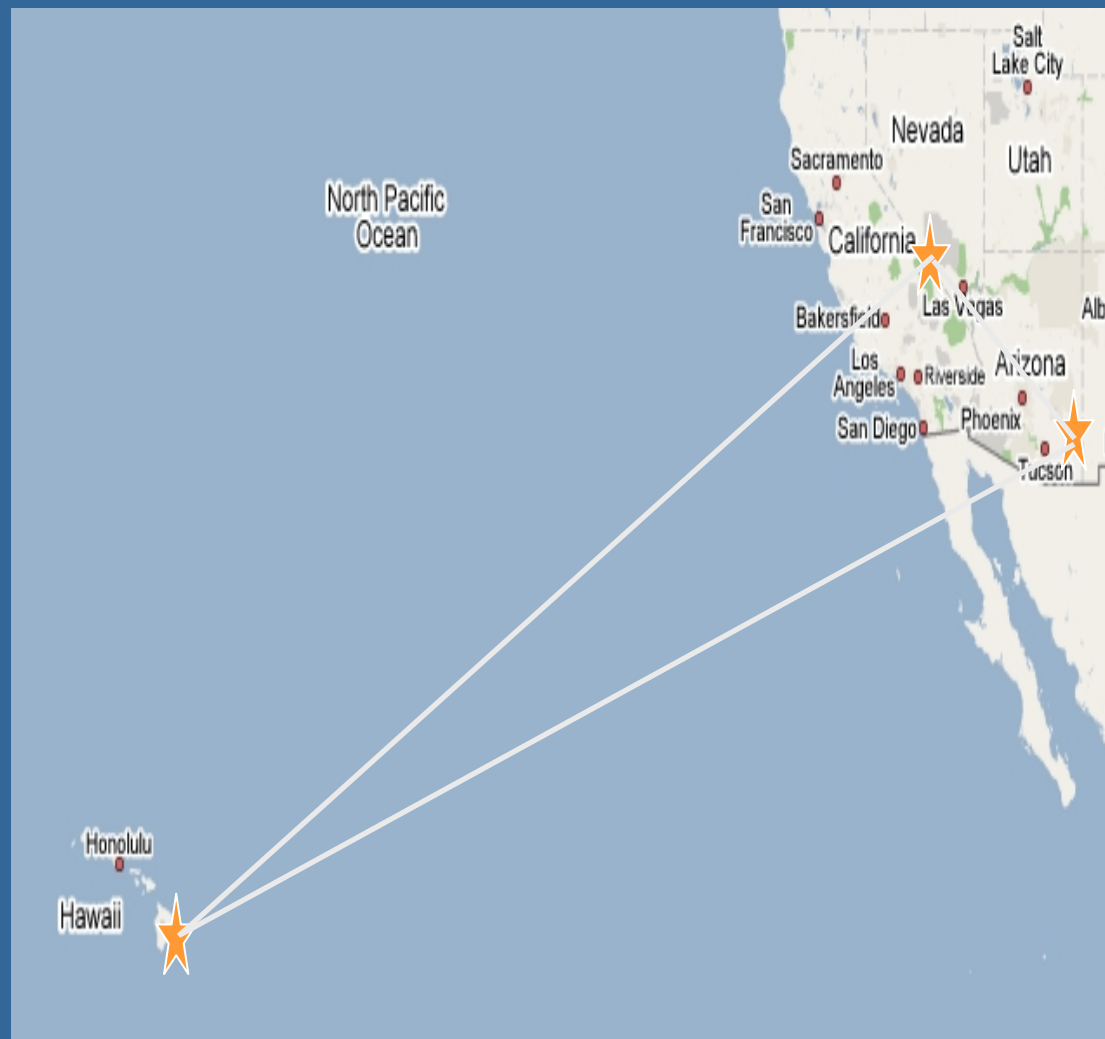 Salt
Lake City
Nevada
Utah
Sacramento
North Pacific
Ocean
San
Francisco
California
Las Vegas
Alb
Bakersfield
Los
Angeles
Riverside
Arizona
San Diego
Phoenix
Tucson
Honolulu
Hawaii